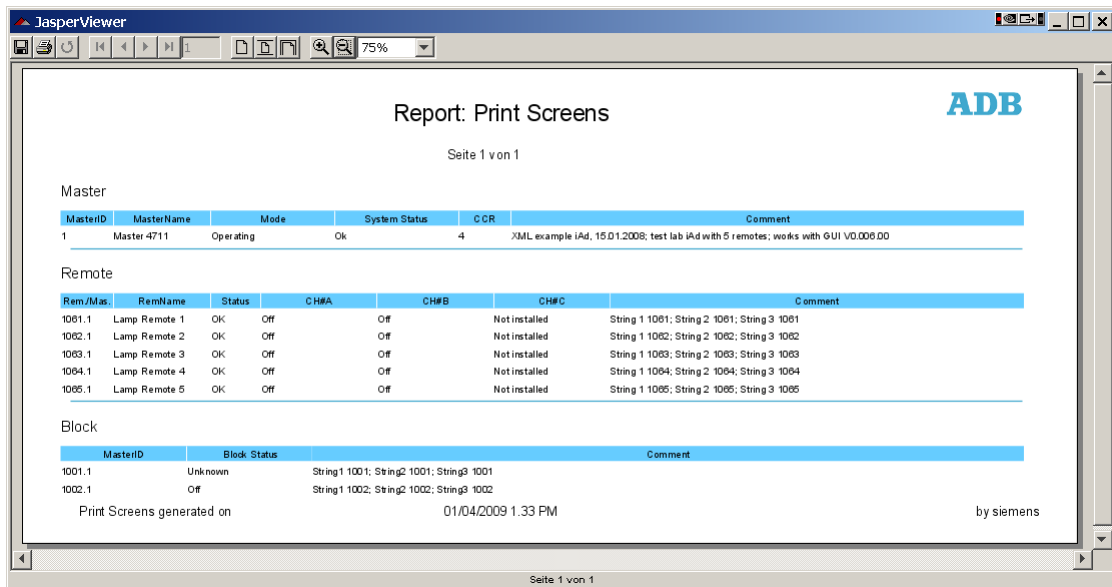 JasperViewer
1
75%
ADB
Report: Print Screens
Seite 1 von 1
Master
MasterID MasterName Mode System Status CCR Comment
1 Master 4711 Operating Ok 4 XML example iAd, 15.01.2008; test lab iAd with 5 remotes; works with GUI V0.006.00
Remote
Rem./Mas. RemName Status CH#A CH#B CH#C Comment
1061.1 Lamp Remote 1 OK Off Off Not installed String 1 1061; String 2 1061; String 3 1061
1062.1 Lamp Remote 2 OK Off Off Not installed String 1 1062; String 2 1062; String 3 1062
1063.1 Lamp Remote 3 OK Off Off Not installed String 1 1063; String 2 1063; String 3 1063
1064.1 Lamp Remote 4 OK Off Off Not installed String 1 1064; String 2 1064; String 3 1064
1065.1 Lamp Remote 5 OK Off Off Not installed String 1 1065; String 2 1065; String 3 1065
Block
MasterID Block Status Comment
1001.1 Unknown String1 1001; String2 1001; String3 1001
1002.1 Off String1 1002; String2 1002; String3 1002
Print Screens generated on 01/04/2009 1.33 PM by siemens
Seite 1 von 1